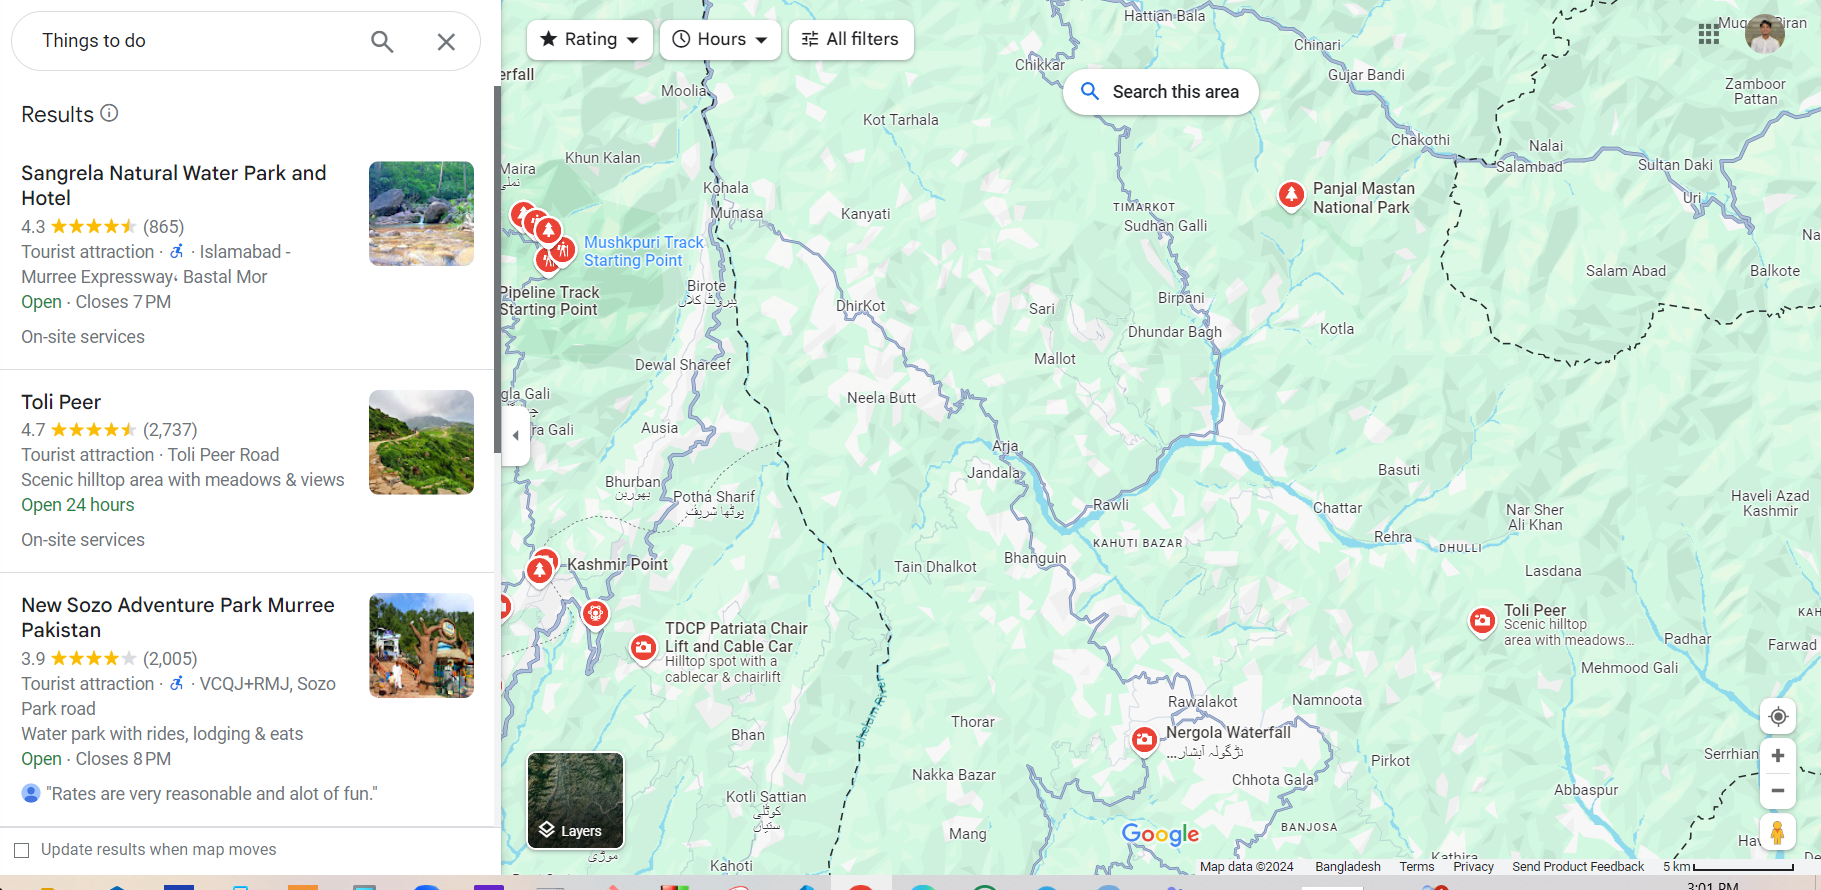 Things to do
Results
Sangrela Natural Water Park and
Hotel
4.3 (865)
Tourist attraction · · Islamabad -
Murree Expressway، Bastal Mor
Open · Closes 7 PM
On-site services
Toli Peer
4.7 (2,737)
Tourist attraction · Toli Peer Road
Scenic hilltop area with meadows & views
Open 24 hours
On-site services
New Sozo Adventure Park Murree
Pakistan
3.9 (2,005)
Tourist attraction · · VCQJ+RMJ, Sozo
Park road
Water park with rides, lodging & eats
Open · Closes 8 PM
"Rates are very reasonable and alot of fun."
Update results when map moves
Rating
Hours
All filters
Search this area
Hattian Bala
Chinari
Chikkar
Gujar Bandi
Zamboor
Pattan
erfall
Moolia
Kot Tarhala
Chakothi
Nalai
Salambad
Sultan Daki
Uri
Khun Kalan
Maira
Kohala
Munasa
Kanyati
TIMARKOT
Sudhan Galli
Panjal Mastan
National Park
Mushkpuri Track
Starting Point
Salam Abad
Balkote
Na
Pipeline Track
Starting Point
Birote
بیروٹ کلاں
DhirKot
Sari
Birpani
Dhundar Bagh
Kotla
Mallot
Dewal Shareef
gla Gali
ra Gali
Neela Butt
Ausia
Arja
Jandala
Basuti
Bhurban
بھوربن
Potha Sharif
پوٹھا شریف
Rawli
Chattar
Nar Sher
Ali Khan
Haveli Azad
Kashmir
KAHUTI BAZAR
Rehra
DHULLI
Kashmir Point
Tain Dhalkot
Bhanguin
Lasdana
TDCP Patriata Chair
Lift and Cable Car
Hilltop spot with a
cablecar & chairlift
Toli Peer
Scenic hilltop
area with meadows...
KAH
Padhar
Farwad
Mehmood Gali
Rawalakot
Namnoota
Thorar
Nergola Waterfall
نڑگولہ آبشار...
Bhan
Serrhian
Nakka Bazar
Chhota Gala
Pirkot
Abbaspur
Kotli Sattian
کوٹلی
ستیاں
Layers
Mang
Google
BANJOSA
Hav
موڑی
Kahoti
Kathira
De
Map data ©2024
Bangladesh
Terms
Privacy
Send Product Feedback
5 km
3:01 PM